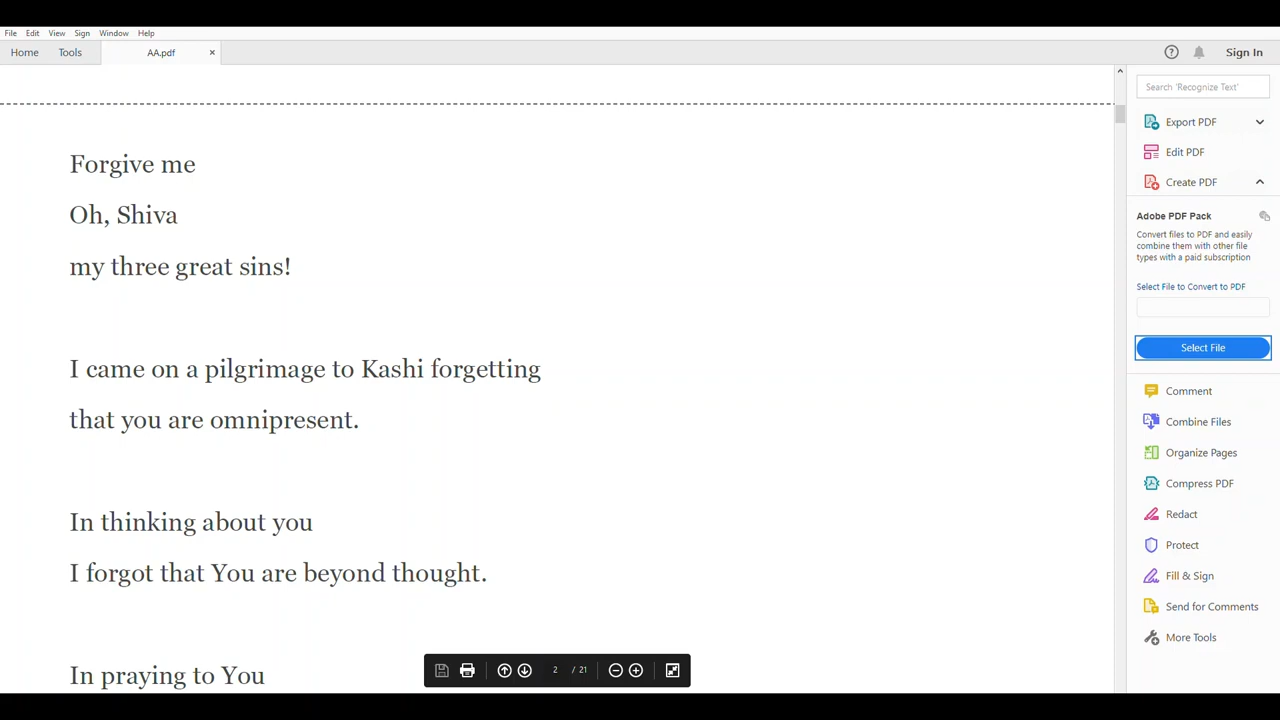 File Edit View Sign Window Help
Home Tools AA.pdf × ? Sign In
Search 'Recognize Text'
Export PDF
Edit PDF
Create PDF
Adobe PDF Pack
Convert files to PDF and easily
combine them with other file
types with a paid subscription
Select File to Convert to PDF
Select File
Comment
Combine Files
Organize Pages
Compress PDF
Redact
Protect
Fill & Sign
Send for Comments
More Tools
Forgive me
Oh, Shiva
my three great sins!
I came on a pilgrimage to Kashi forgetting
that you are omnipresent.
In thinking about you
I forgot that You are beyond thought.
In praying to You
2 / 21